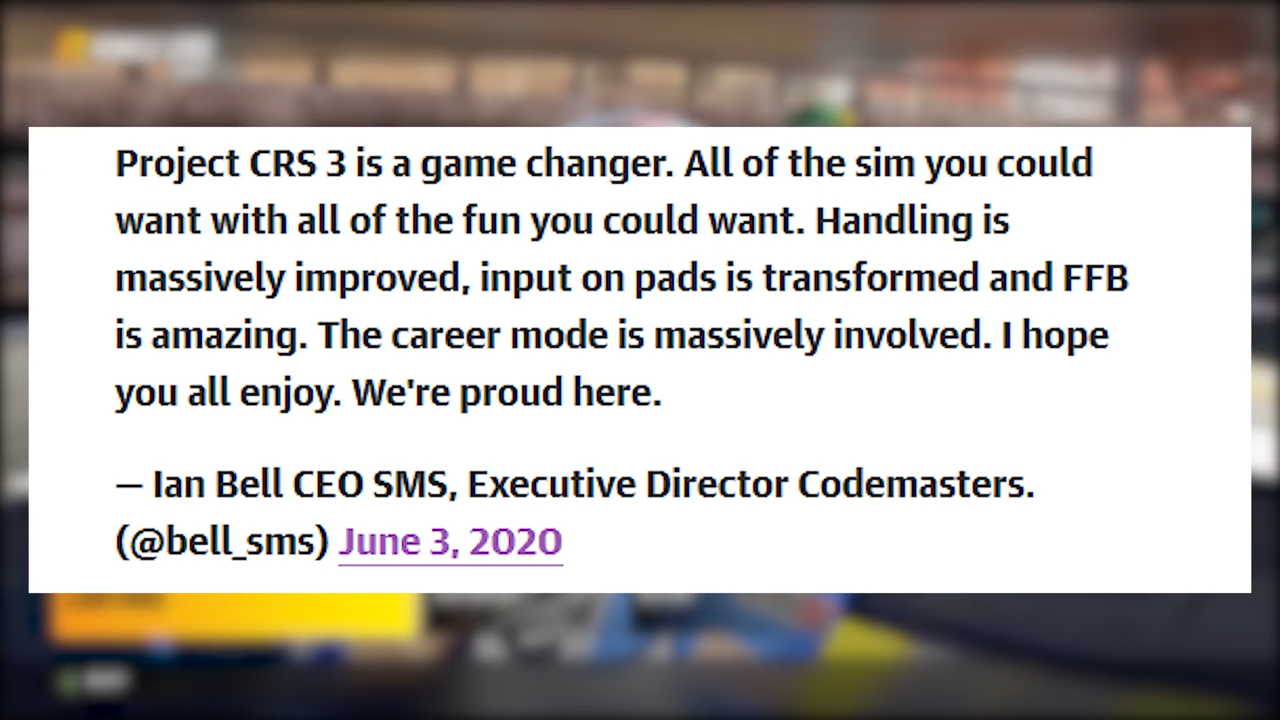 Project CRS 3 is a game changer. All of the sim you could
want with all of the fun you could want. Handling is
massively improved, input on pads is transformed and FFB
is amazing. The career mode is massively involved. I hope
you all enjoy. We're proud here.
— Ian Bell CEO SMS, Executive Director Codemasters.
(@bell_sms) June 3, 2020